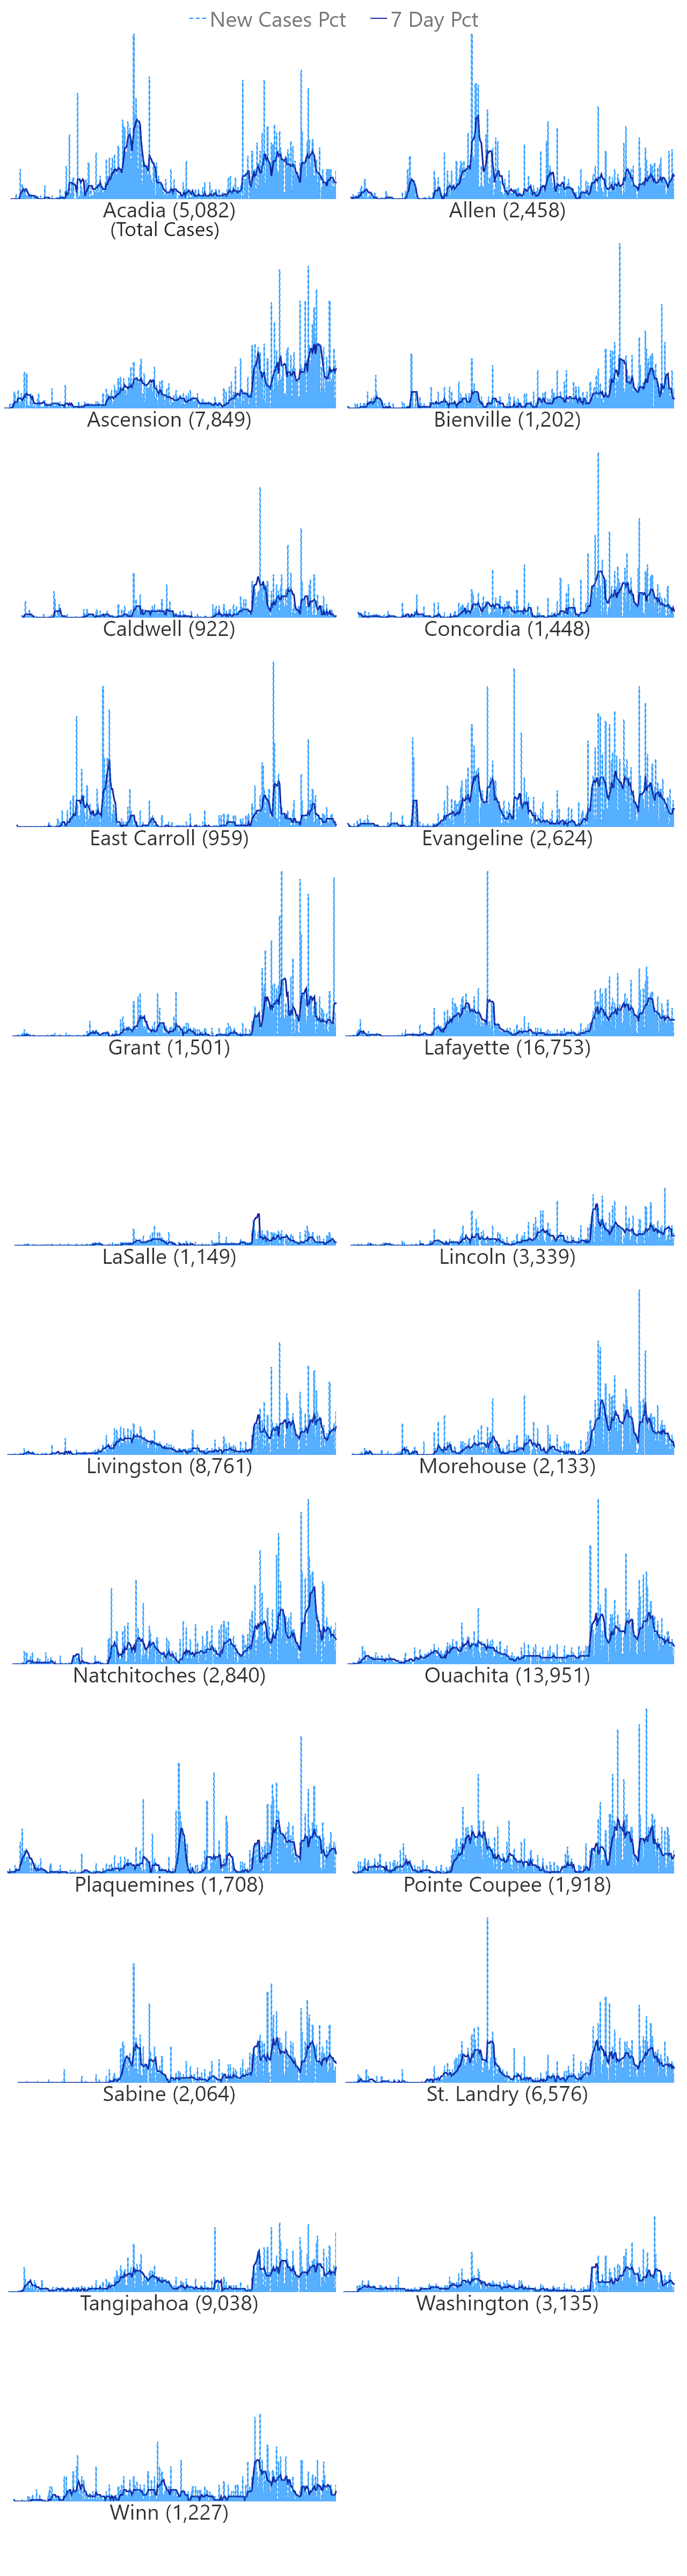 New Cases Pct 7 Day Pct
Acadia (5,082) Allen (2,458)
(Total Cases)
Ascension (7,849) Bienville (1,202)
Caldwell (922) Concordia (1,448)
East Carroll (959) Evangeline (2,624)
Grant (1,501) Lafayette (16,753)
LaSalle (1,149) Lincoln (3,339)
Livingston (8,761) Morehouse (2,133)
Natchitoches (2,840) Ouachita (13,951)
Plaquemines (1,708) Pointe Coupee (1,918)
Sabine (2,064) St. Landry (6,576)
Tangipahoa (9,038) Washington (3,135)
Winn (1,227)